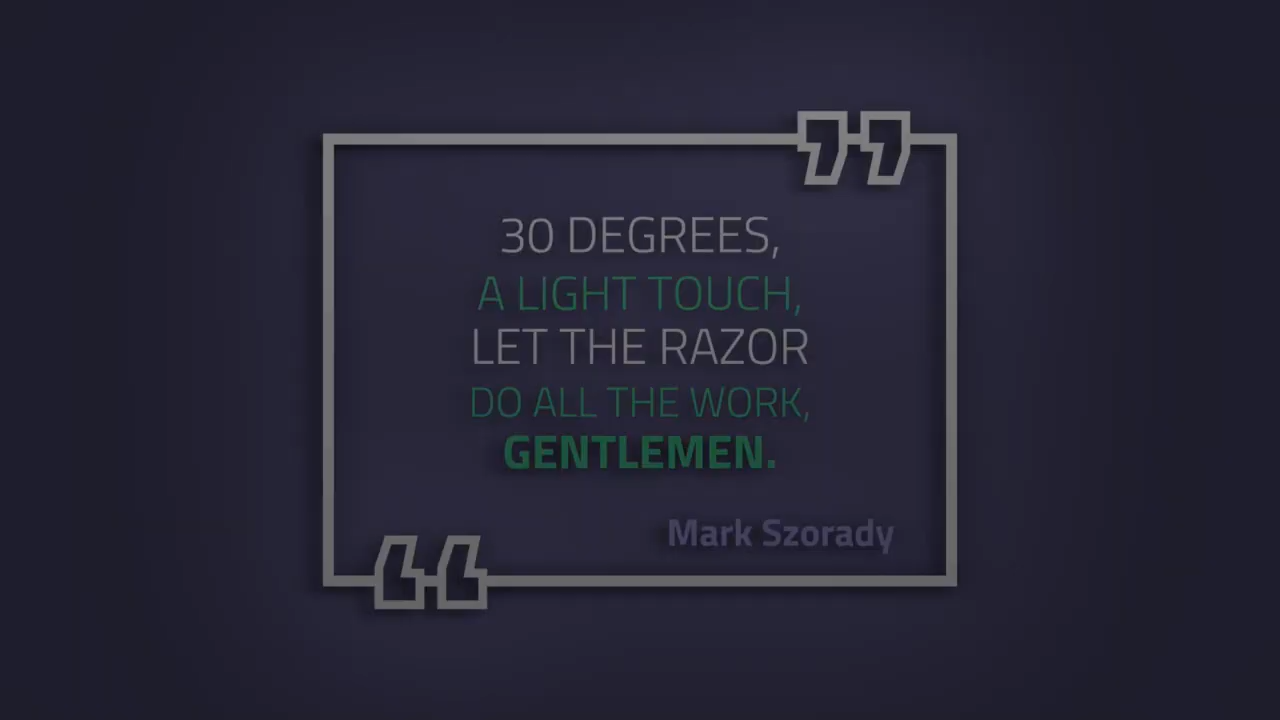 30 DEGREES,
A LIGHT TOUCH,
LET THE RAZOR
DO ALL THE WORK,
GENTLEMEN.
Mark Szorady